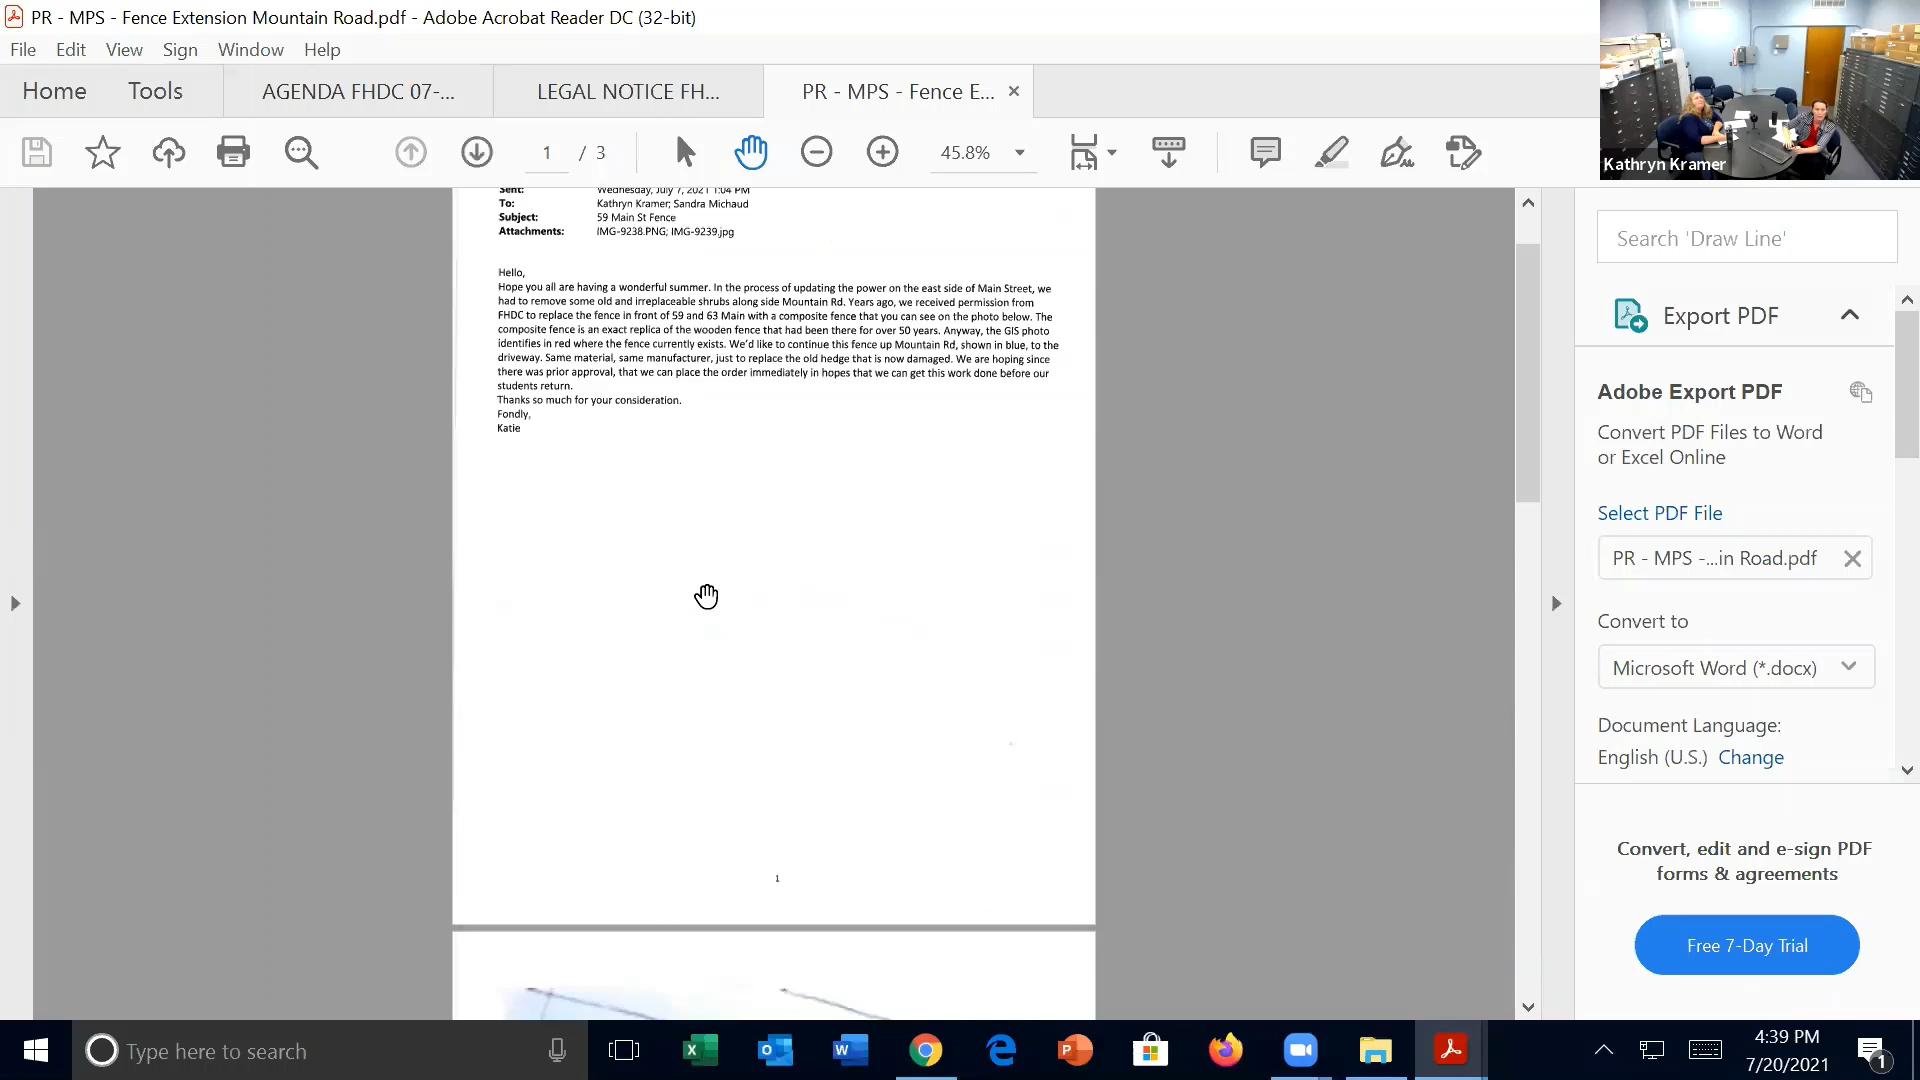 PR - MPS - Fence Extension Mountain Road.pdf - Adobe Acrobat Reader DC (32-bit)
File Edit View Sign Window Help
Home Tools AGENDA FHDC 07-... LEGAL NOTICE FH... PR - MPS - Fence E...
1 / 3 45.8%
Kathryn Kramer
Sent: Wednesday, July 7, 2021 1:04 PM
To: Kathryn Kramer; Sandra Michaud
Subject: 59 Main St Fence
Attachments: IMG-9238.PNG; IMG-9239.jpg
Hello,
Hope you all are having a wonderful summer. In the process of updating the power on the east side of Main Street, we
had to remove some old and irreplaceable shrubs along side Mountain Rd. Years ago, we received permission from
FHDC to replace the fence in front of 59 and 63 Main with a composite fence that you can see on the photo below. The
composite fence is an exact replica of the wooden fence that had been there for over 50 years. Anyway, the GIS photo
identifies in red where the fence currently exists. We'd like to continue this fence up Mountain Rd, shown in blue, to the
driveway. Same material, same manufacturer, just to replace the old hedge that is now damaged. We are hoping since
there was prior approval, that we can place the order immediately in hopes that we can get this work done before our
students return.
Thanks so much for your consideration.
Fondly,
Katie
1
Search 'Draw Line'
Export PDF
Adobe Export PDF
Convert PDF Files to Word
or Excel Online
Select PDF File
PR - MPS -...in Road.pdf
Convert to
Microsoft Word (*.docx)
Document Language:
English (U.S.) Change
Convert, edit and e-sign PDF
forms & agreements
Free 7-Day Trial
Type here to search
4:39 PM
7/20/2021
1